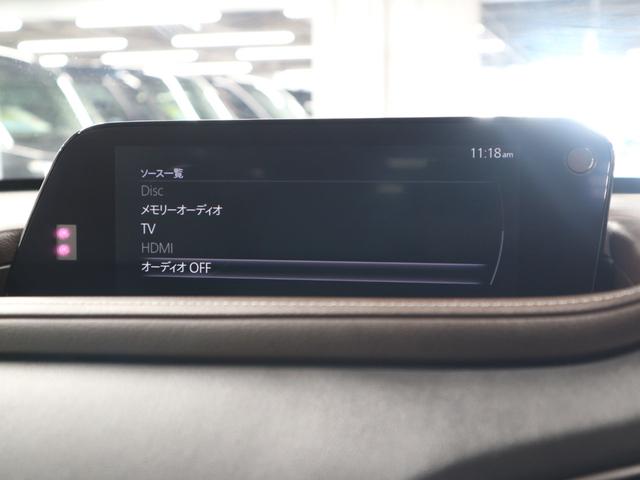 11:18am
ソース一覧
Disc
メモリーオーディオ
TV
HDMI
オーディオ OFF